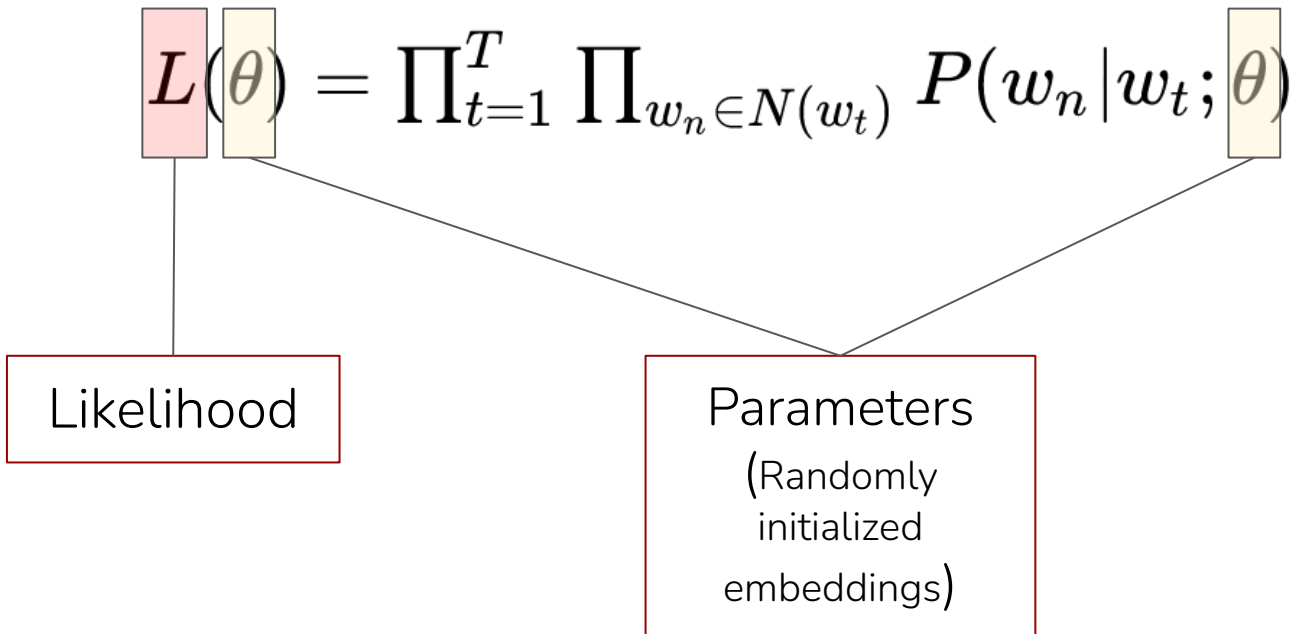 L(θ) = ∏_{t=1}^{T} ∏_{w_n∈N(w_t)} P(w_n|w_t; θ)
Likelihood
Parameters
(Randomly
initialized
embeddings)